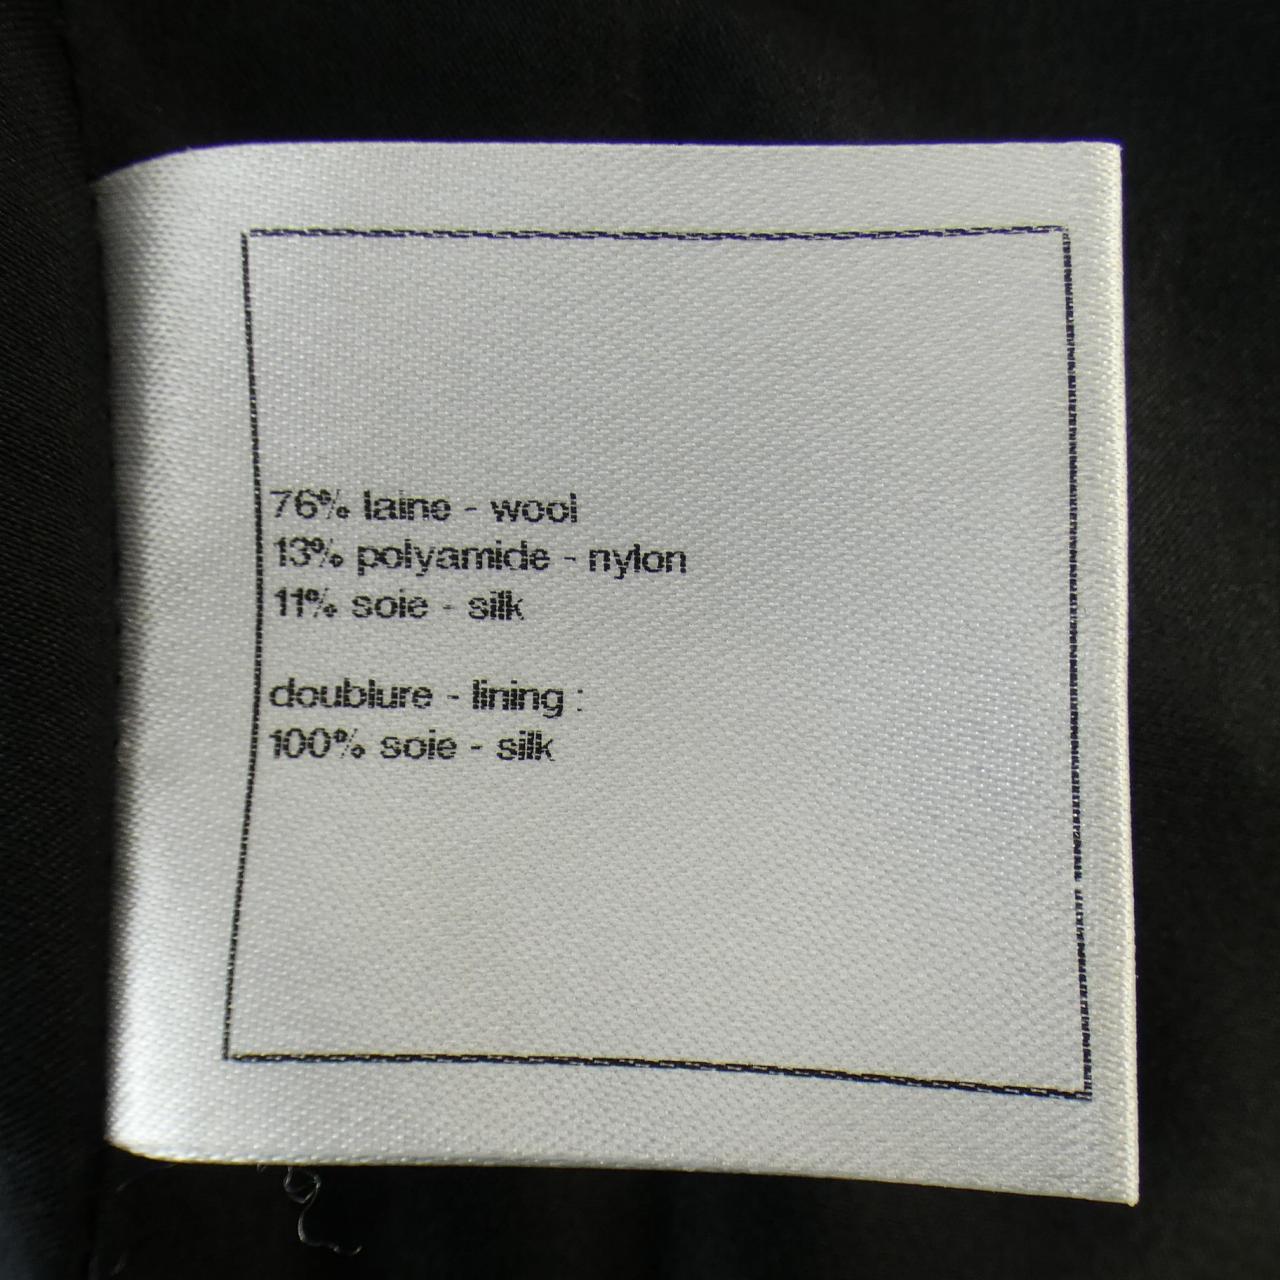 76% laine - wool
13% polyamide - nylon
11% soie - silk
doublure - lining :
100% soie - silk